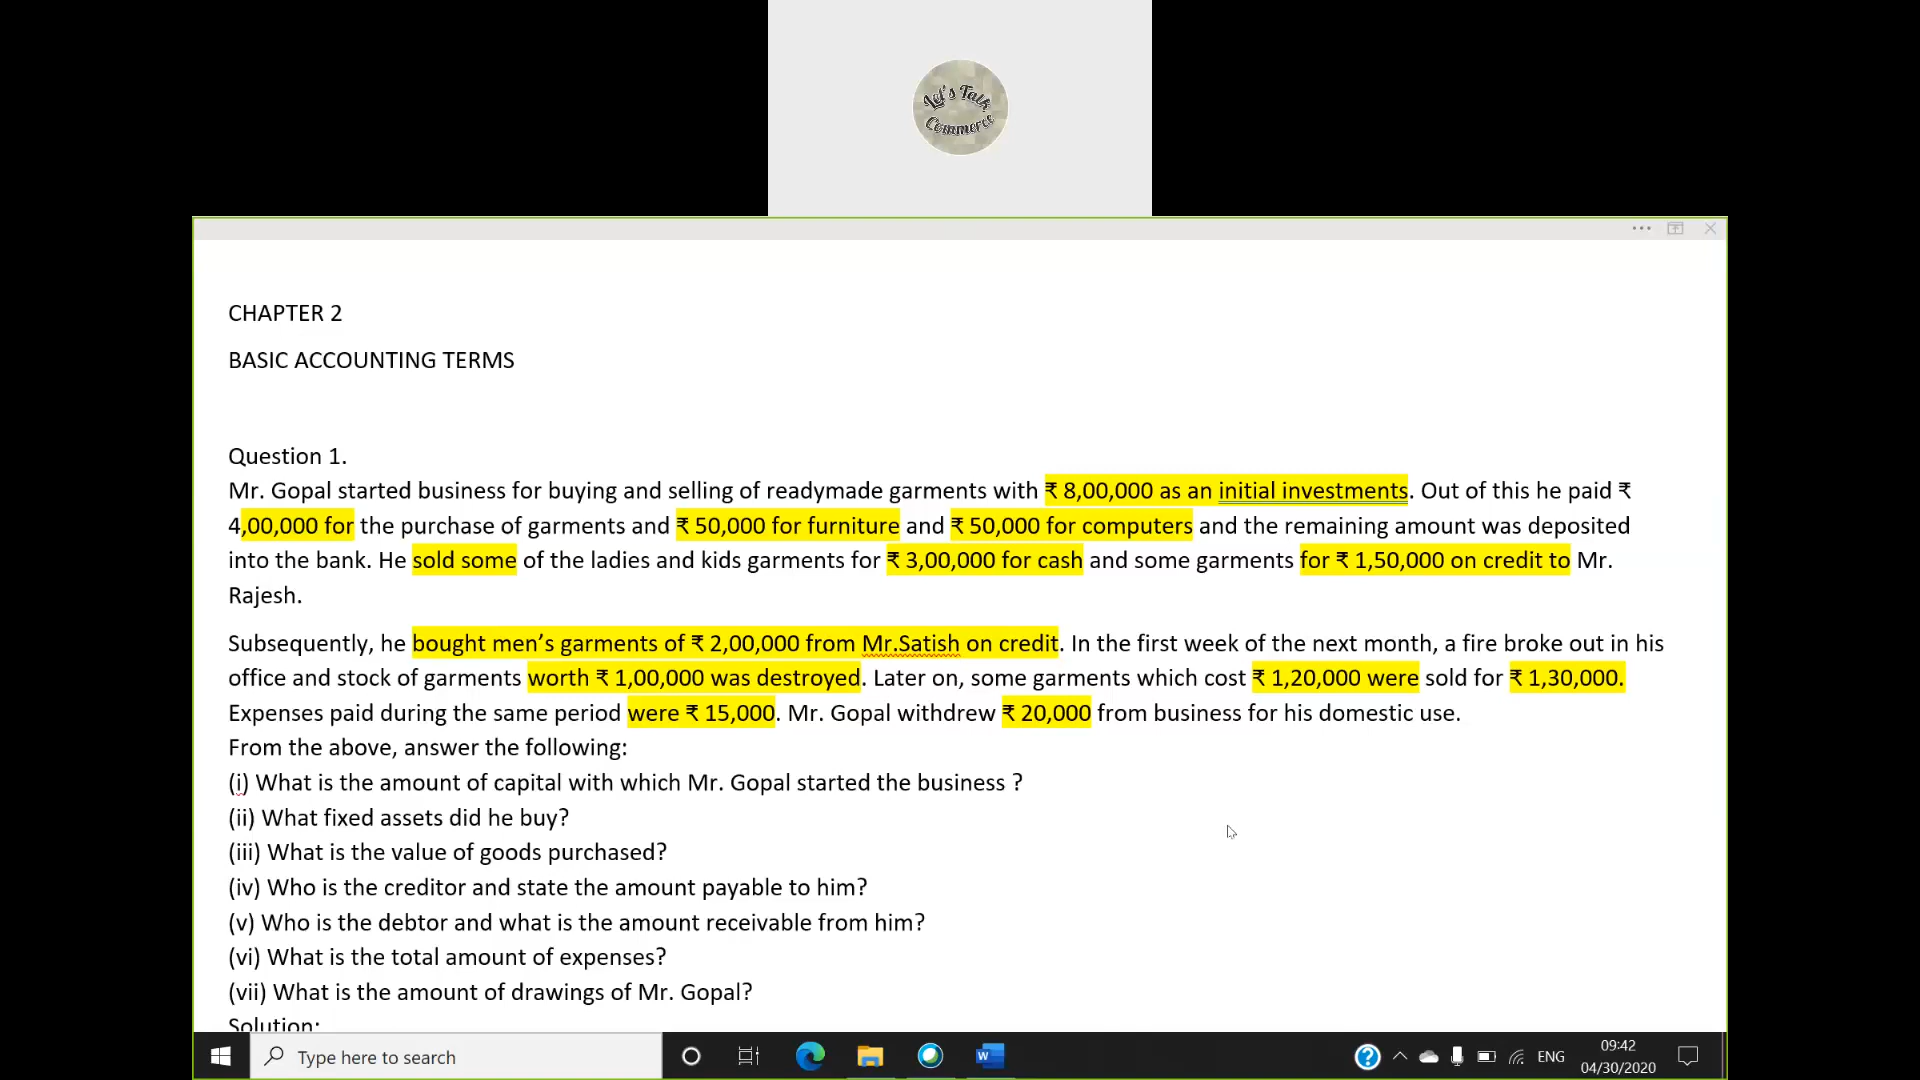 Let's Talk
Commerce
CHAPTER 2
BASIC ACCOUNTING TERMS
Question 1.
Mr. Gopal started business for buying and selling of readymade garments with ₹ 8,00,000 as an initial investments. Out of this he paid ₹
4,00,000 for the purchase of garments and ₹ 50,000 for furniture and ₹ 50,000 for computers and the remaining amount was deposited
into the bank. He sold some of the ladies and kids garments for ₹ 3,00,000 for cash and some garments for ₹ 1,50,000 on credit to Mr.
Rajesh.
Subsequently, he bought men’s garments of ₹ 2,00,000 from Mr.Satish on credit. In the first week of the next month, a fire broke out in his
office and stock of garments worth ₹ 1,00,000 was destroyed. Later on, some garments which cost ₹ 1,20,000 were sold for ₹ 1,30,000.
Expenses paid during the same period were ₹ 15,000. Mr. Gopal withdrew ₹ 20,000 from business for his domestic use.
From the above, answer the following:
(i) What is the amount of capital with which Mr. Gopal started the business ?
(ii) What fixed assets did he buy?
(iii) What is the value of goods purchased?
(iv) Who is the creditor and state the amount payable to him?
(v) Who is the debtor and what is the amount receivable from him?
(vi) What is the total amount of expenses?
(vii) What is the amount of drawings of Mr. Gopal?
Solution:
Type here to search
W
ENG
09:42
04/30/2020